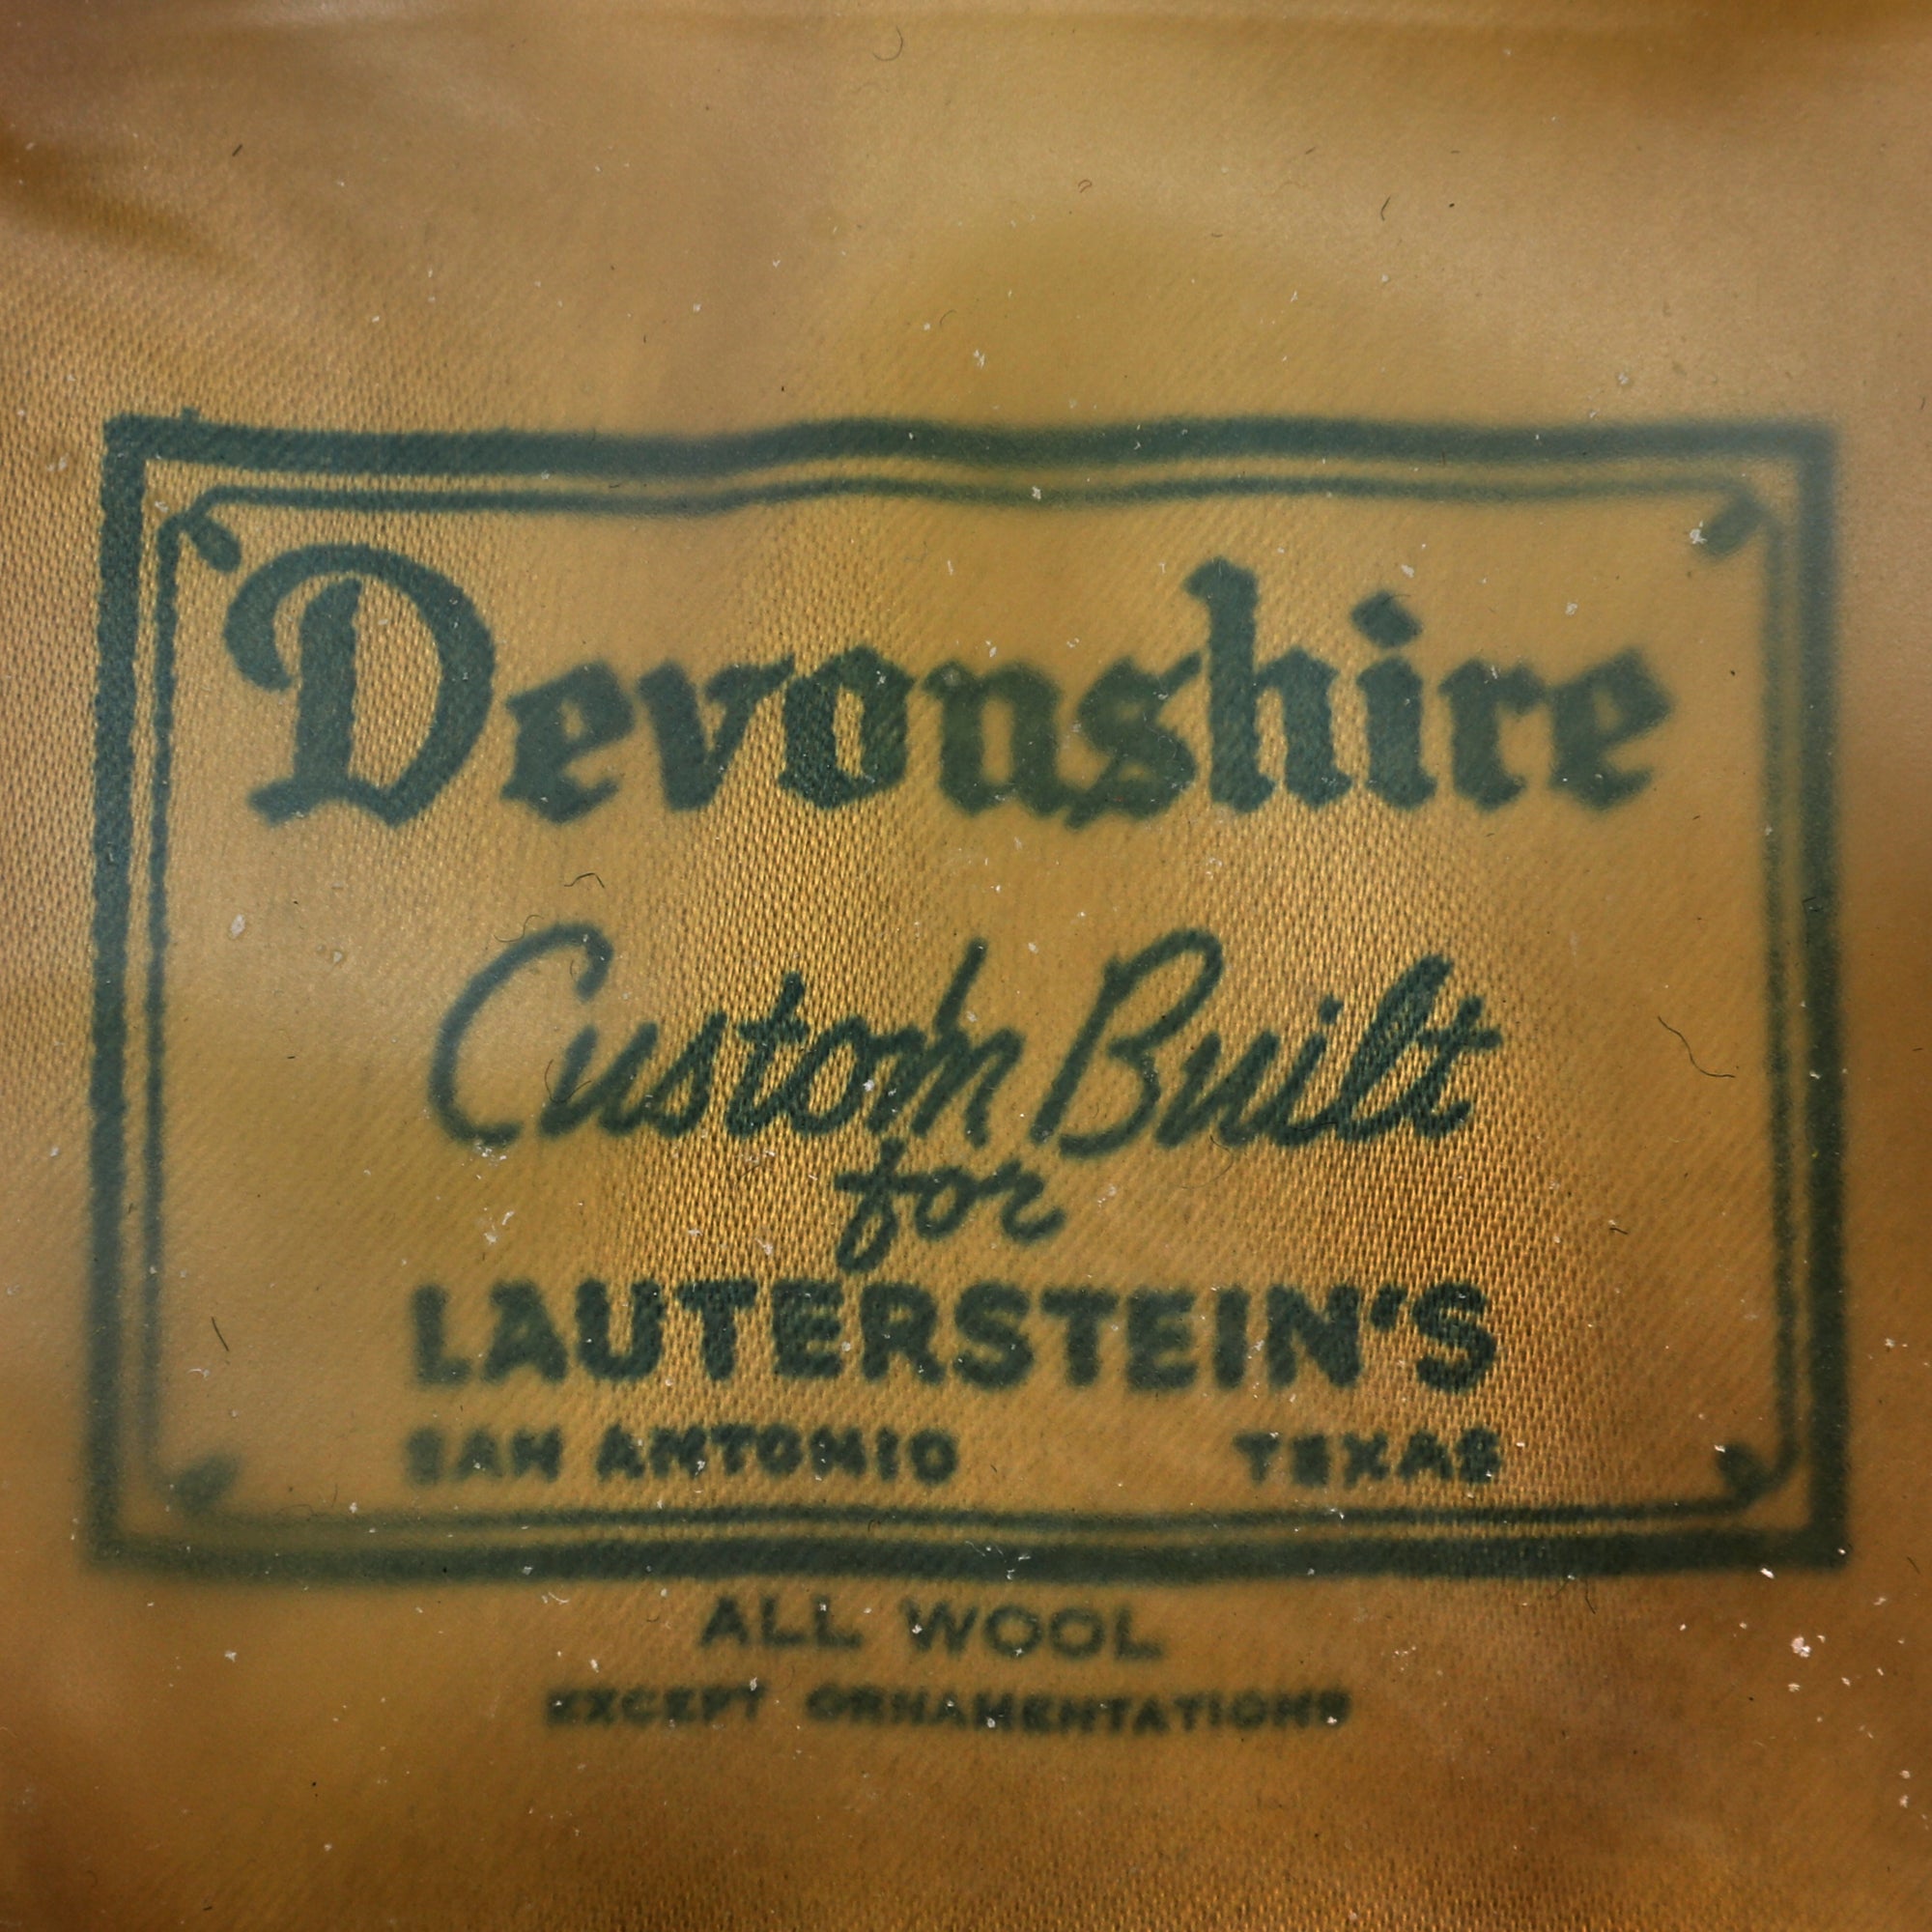 Devonshire
Custom Built
for
LAUTERSTEIN'S
SAN ANTONIO TEXAS
ALL WOOL
EXCEPT ORNAMENTATIONS